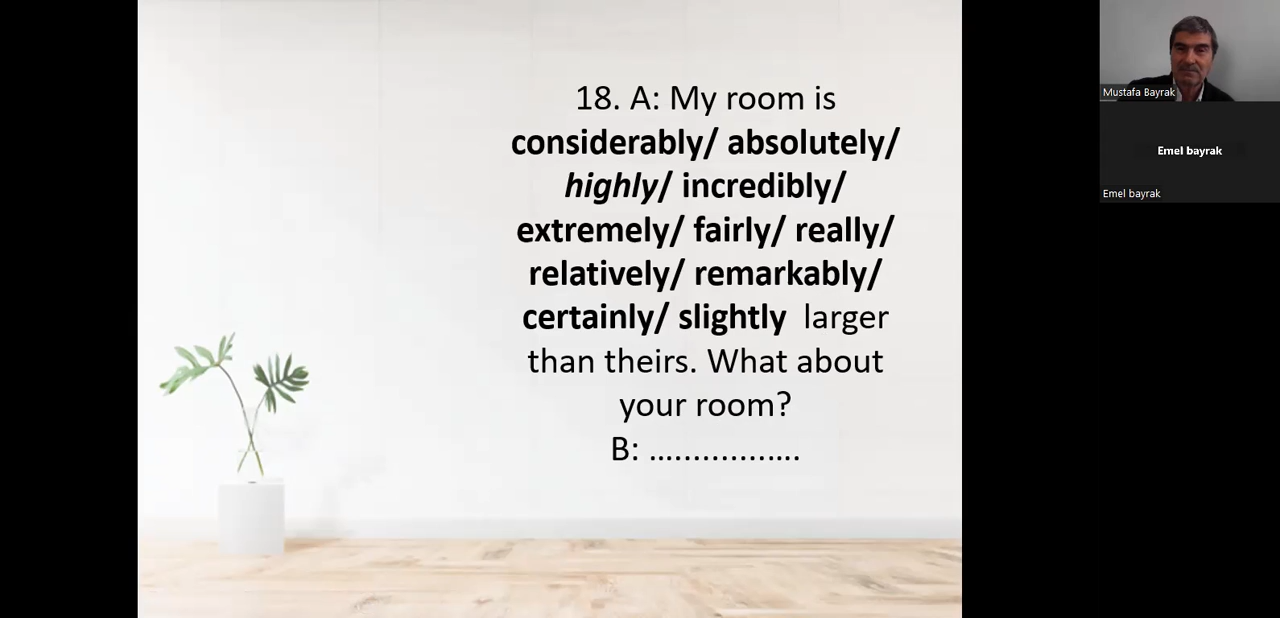 18. A: My room is
considerably/ absolutely/
highly/ incredibly/
extremely/ fairly/ really/
relatively/ remarkably/
certainly/ slightly larger
than theirs. What about
your room?
B: ................
Mustafa Bayrak
Emel bayrak
Emel bayrak